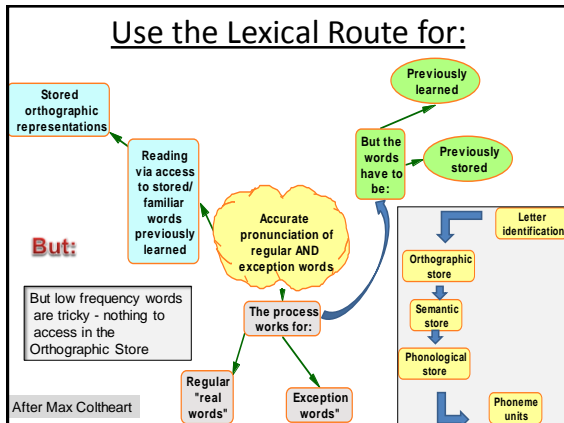 Use the Lexical Route for:
Stored
orthographic
representations
Reading
via access
to stored/
familiar
words
previously
learned
Accurate
pronunciation of
regular AND
exception words
Previously
learned
But the
words
have to
be:
Previously
stored
But:
But low frequency words
are tricky - nothing to
access in the
Orthographic Store
The process
works for:
Regular
"real
words"
Exception
words"
Letter
identification
Orthographic
store
Semantic
store
Phonological
store
Phoneme
units
After Max Coltheart